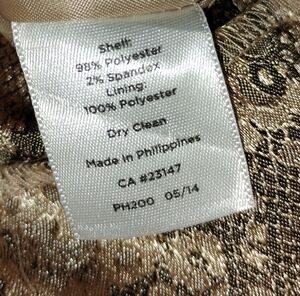 Shell:
98% Polyester
2% Spandex
Lining:
100% Polyester
Dry Clean
Made in Philippines
CA #23147
PH200 05/14